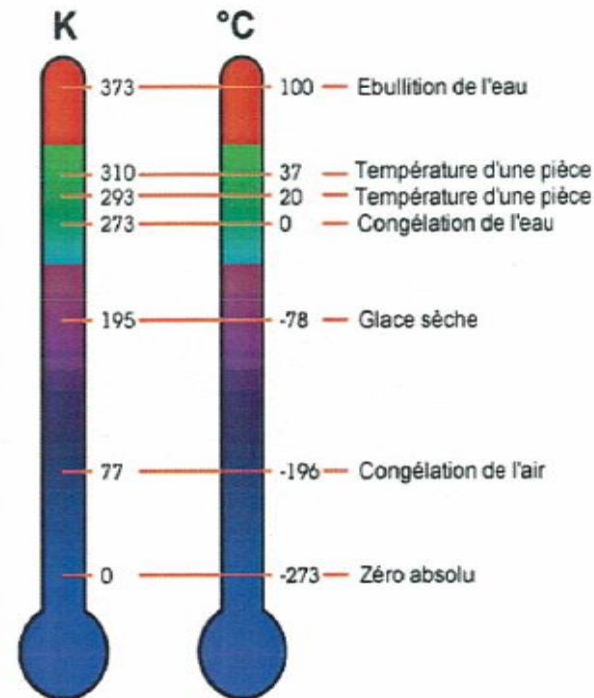 K °C
373 100 Ebullition de l'eau
310 37 Température d'une pièce
293 20 Température d'une pièce
273 0 Congélation de l'eau
195 -78 Glace sèche
77 -196 Congélation de l'air
0 -273 Zéro absolu